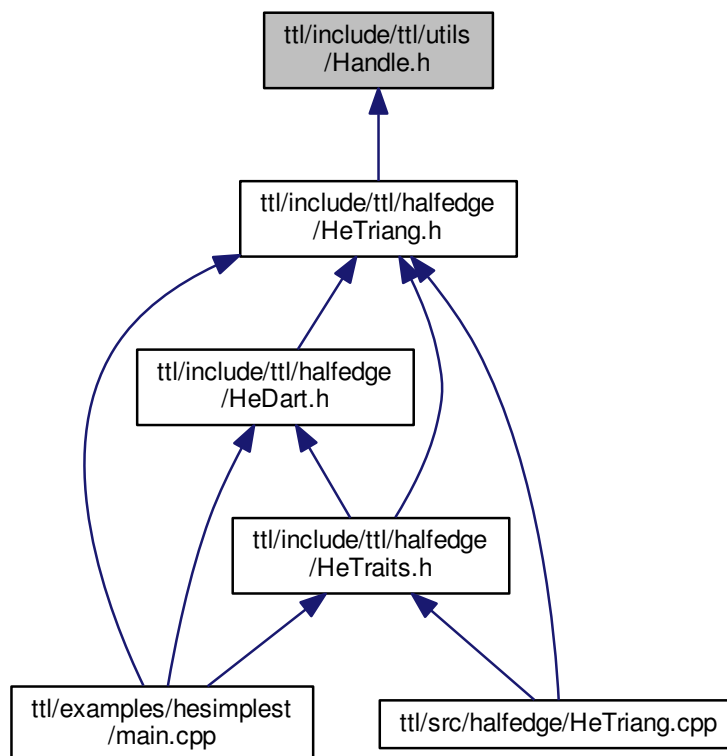 ttl/include/ttl/utils
/Handle.h
ttl/include/ttl/halfedge
/HeTriang.h
ttl/include/ttl/halfedge
/HeDart.h
ttl/include/ttl/halfedge
/HeTraits.h
ttl/examples/hesimplest
/main.cpp
ttl/src/halfedge/HeTriang.cpp